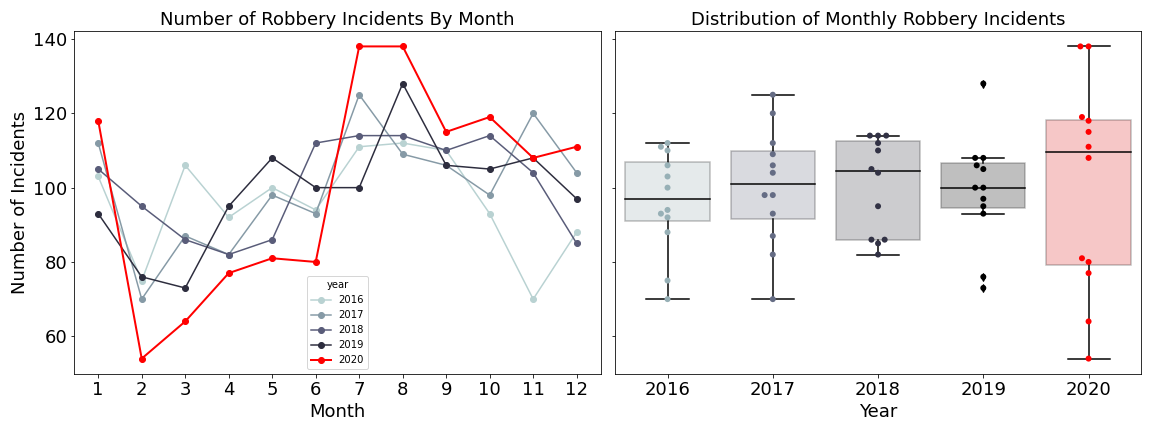 Number of Robbery Incidents By Month
Number of Incidents
140
120
100
80
60
year
2016
2017
2018
2019
2020
1 2 3 4 5 6 7 8 9 10 11 12
Month
Distribution of Monthly Robbery Incidents
2016 2017 2018 2019 2020
Year